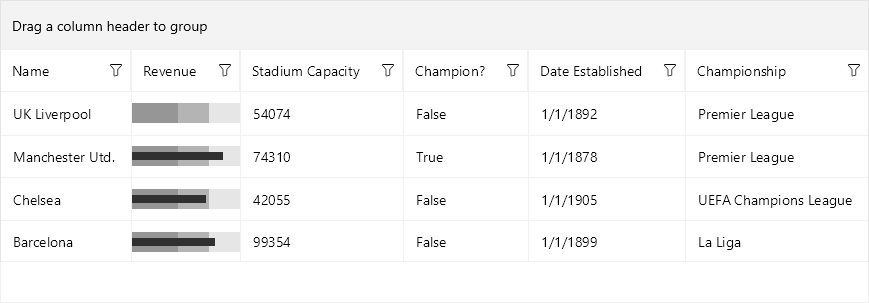 Drag a column header to group
Name Revenue Stadium Capacity Champion? Date Established Championship
UK Liverpool 54074 False 1/1/1892 Premier League
Manchester Utd. 74310 True 1/1/1878 Premier League
Chelsea 42055 False 1/1/1905 UEFA Champions League
Barcelona 99354 False 1/1/1899 La Liga